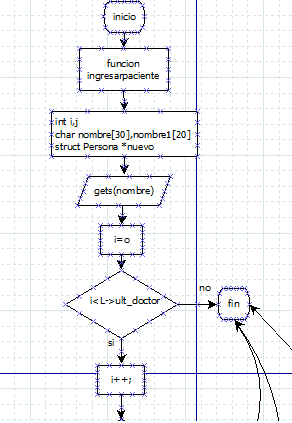 inicio
funcion
ingresarpaciente
int i,j
char nombre[30],nombre1[20]
struct Persona *nuevo
gets(nombre)
i=o
i<L->ult_doctor
no
fin
si
i++;